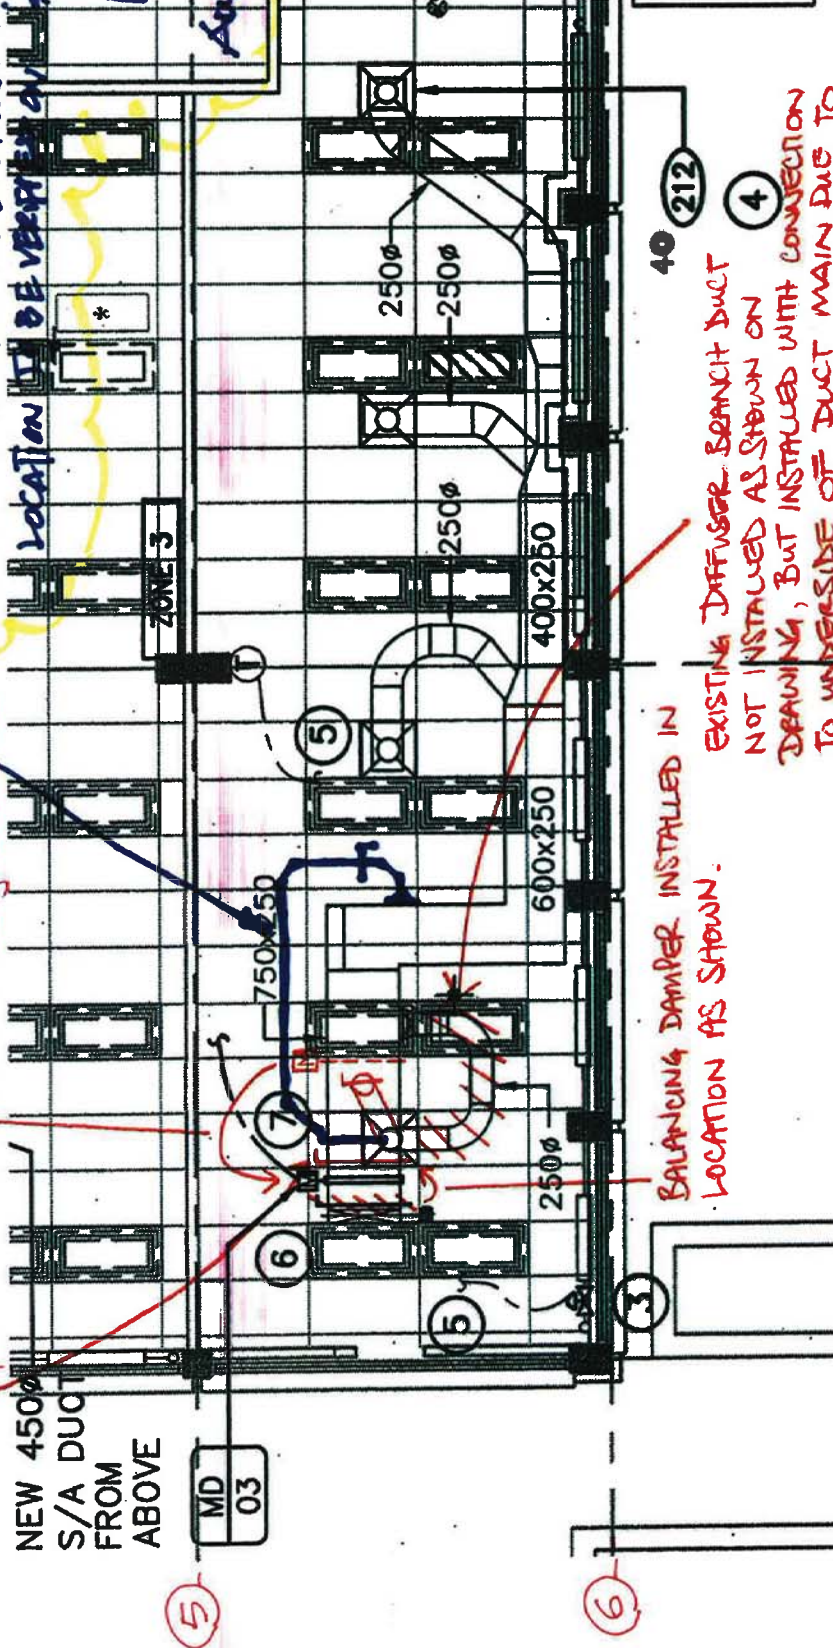 LOCATION TO BE VERIFIED ON
*
ZONE 3
T
NEW 450ø
S/A DUCT
FROM
ABOVE
MD
03
5
6
750x250
600x250
400x250
250ø
250ø
250ø
250ø
5
7
M
M
6
5
3
40
212
4
BALANCING DAMPER INSTALLED IN
LOCATION AS SHOWN.
EXISTING DIFFUSER BRANCH DUCT
NOT INSTALLED AS SHOWN ON
DRAWING, BUT INSTALLED WITH CONNECTION
TO UNDERSIDE OF DUCT MAIN DUE TO